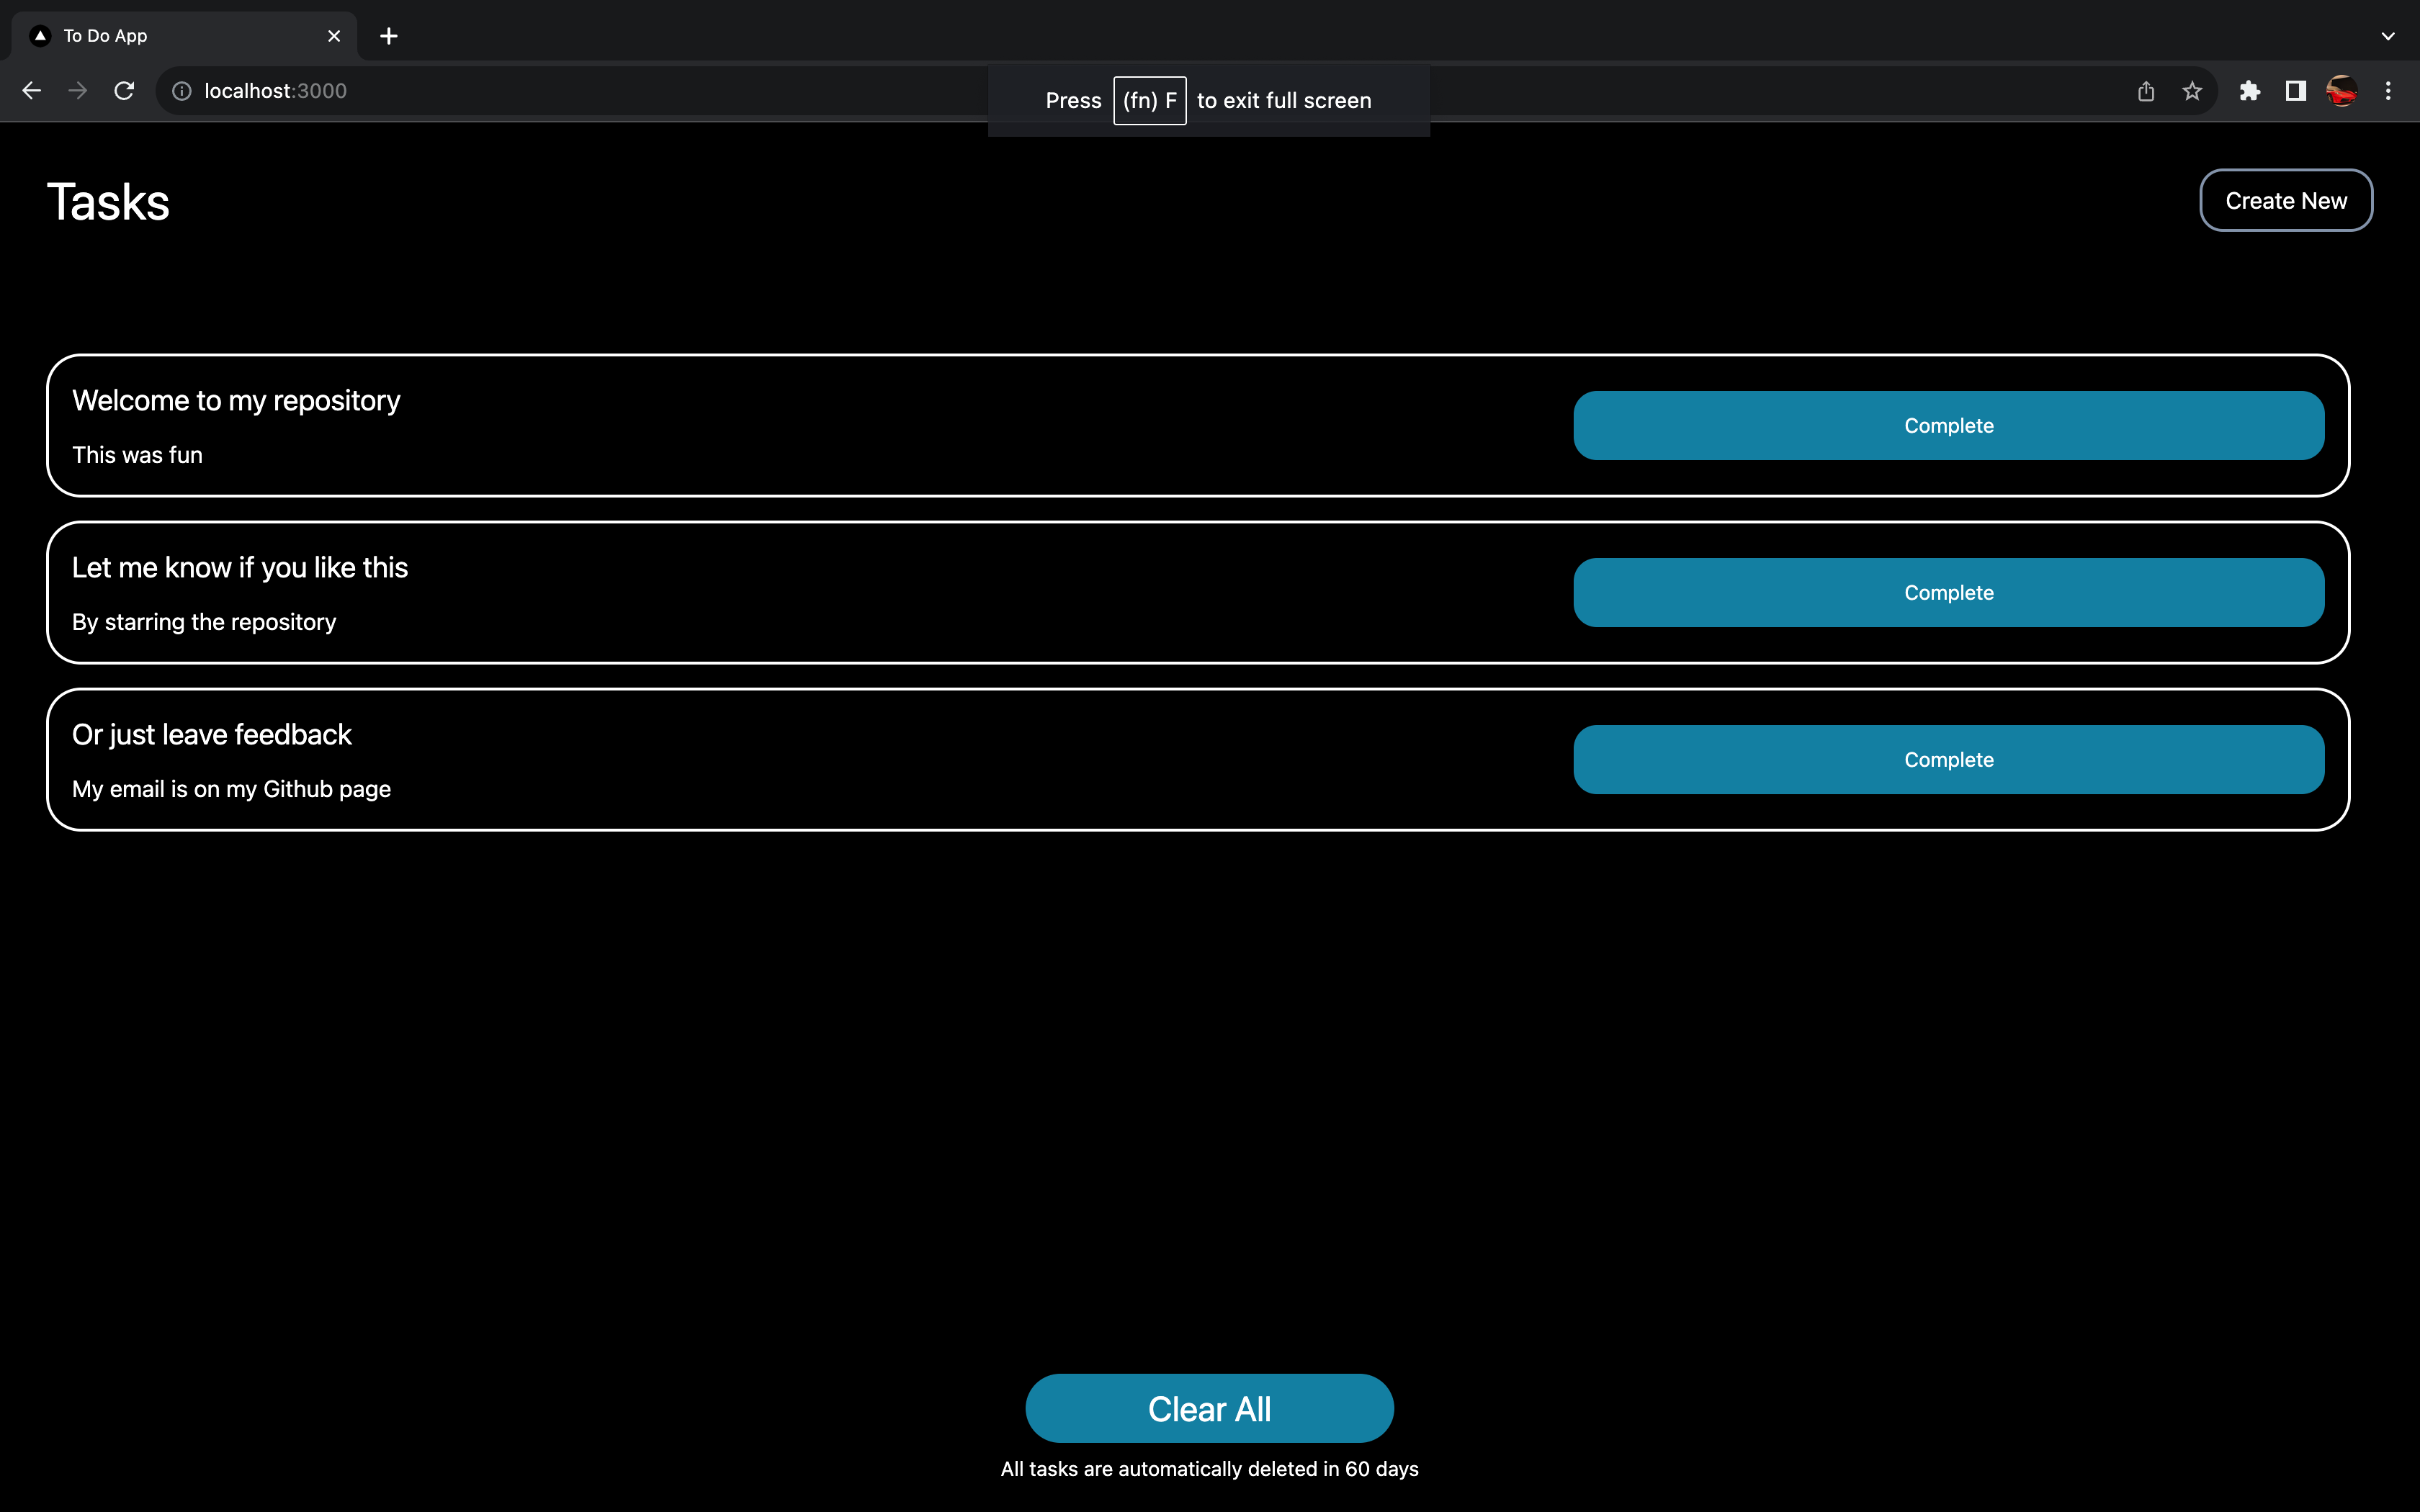 To Do App
localhost:3000
Press (fn) F to exit full screen
Tasks
Create New
Welcome to my repository
This was fun
Complete
Let me know if you like this
By starring the repository
Complete
Or just leave feedback
My email is on my Github page
Complete
Clear All
All tasks are automatically deleted in 60 days